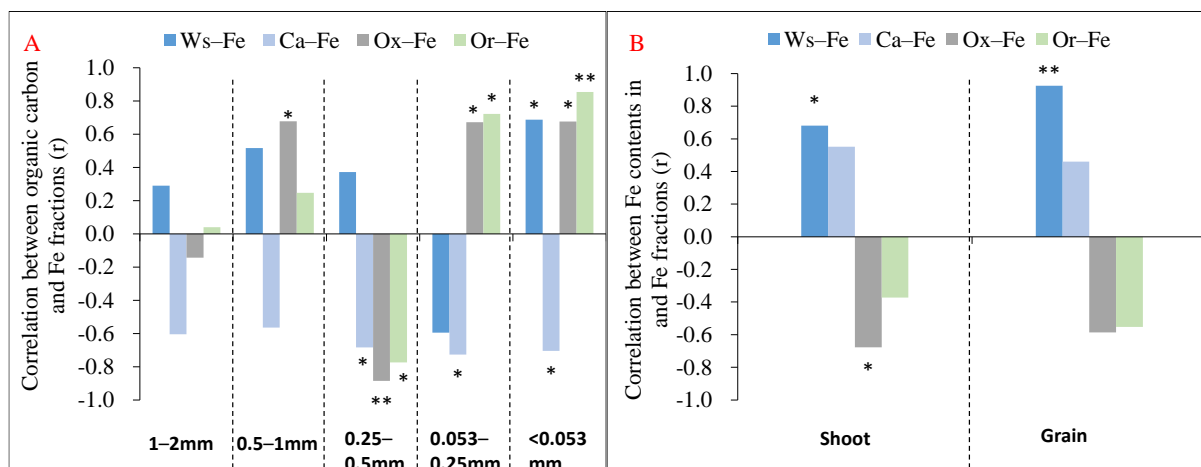 A
Ws–Fe Ca–Fe Ox–Fe Or–Fe
Correlation between organic carbon
and Fe fractions (r)
1.0
0.8
0.6
0.4
0.2
0.0
-0.2
-0.4
-0.6
-0.8
-1.0
* * * * ** * *
* ** * * *
1–2mm 0.5–1mm 0.25– 0.053– <0.053
0.5mm 0.25mm mm
B
Ws–Fe Ca–Fe Ox–Fe Or–Fe
Correlation between Fe contents in
and Fe fractions (r)
1.0
0.8
0.6
0.4
0.2
0.0
-0.2
-0.4
-0.6
-0.8
-1.0
* **
*
Shoot Grain